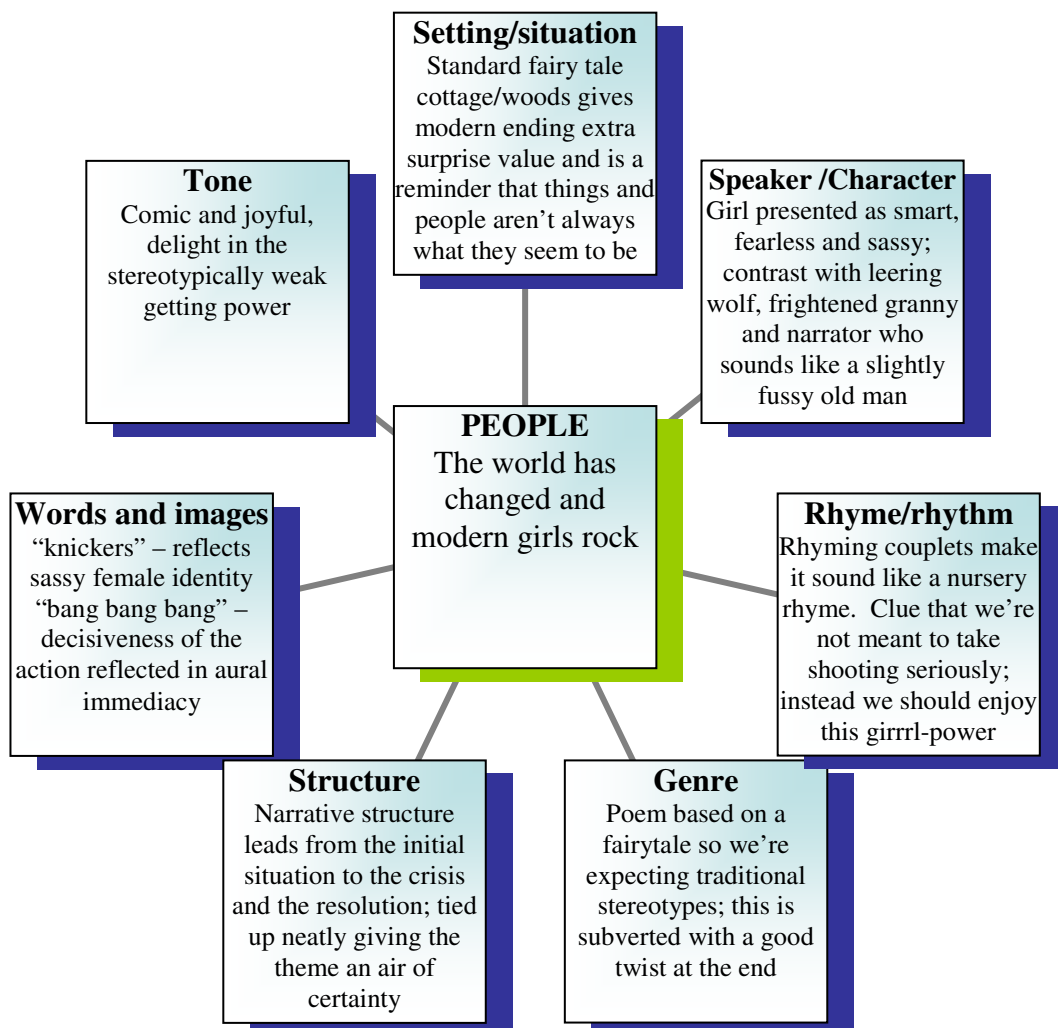 Setting/situation
Standard fairy tale
cottage/woods gives
modern ending extra
surprise value and is a
reminder that things and
people aren’t always
what they seem to be
Tone
Comic and joyful,
delight in the
stereotypically weak
getting power
Speaker /Character
Girl presented as smart,
fearless and sassy;
contrast with leering
wolf, frightened granny
and narrator who
sounds like a slightly
fussy old man
PEOPLE
The world has
changed and
modern girls rock
Words and images
“knickers” – reflects
sassy female identity
“bang bang bang” –
decisiveness of the
action reflected in aural
immediacy
Rhyme/rhythm
Rhyming couplets make
it sound like a nursery
rhyme.  Clue that we’re
not meant to take
shooting seriously;
instead we should enjoy
this girrrl-power
Structure
Narrative structure
leads from the initial
situation to the crisis
and the resolution; tied
up neatly giving the
theme an air of
certainty
Genre
Poem based on a
fairytale so we’re
expecting traditional
stereotypes; this is
subverted with a good
twist at the end